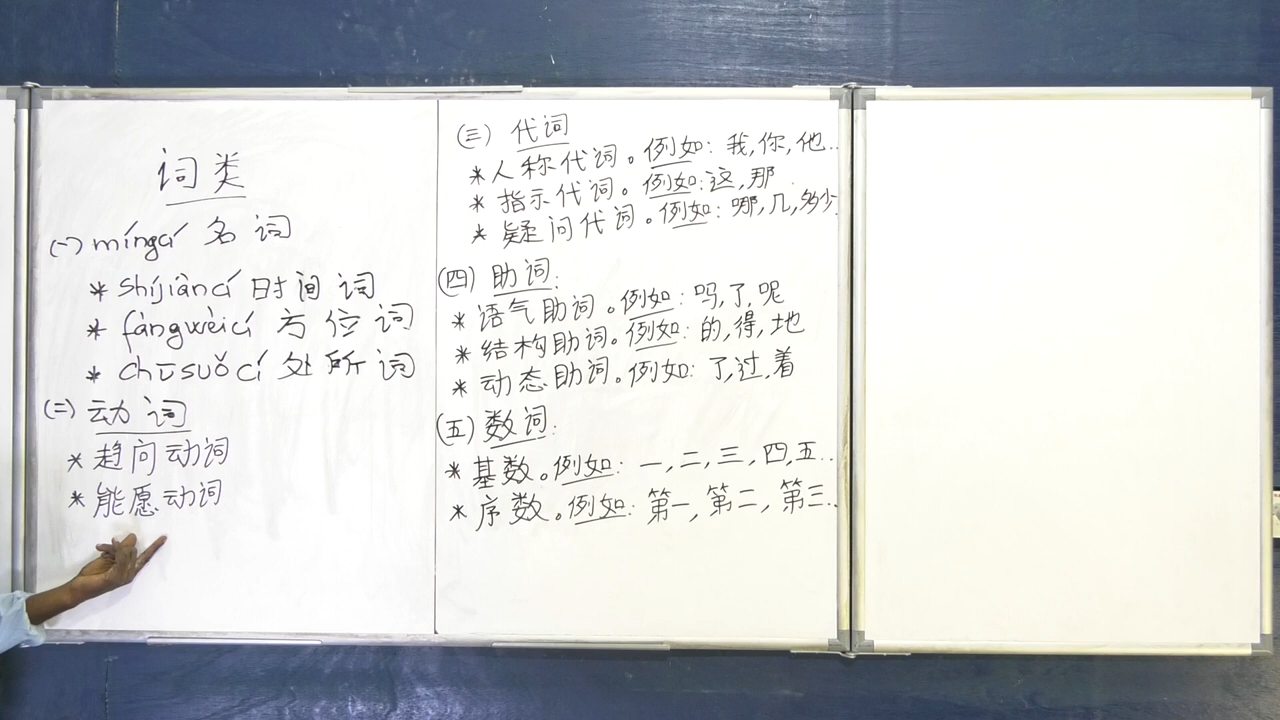 词类
(一) míngcí 名词
* shíjiāncí 时间词
* fāngwèicí 方位词
* chùsuǒcí 处所词
(二) 动词
* 趋向动词
* 能愿动词
(三) 代词
* 人称代词。例如: 我,你,他..
* 指示代词。例如:这,那
* 疑问代词。例如: 哪,几,多少
(四) 助词:
* 语气助词。例如: 吗,了,呢
* 结构助词。例如: 的,得,地
* 动态助词。例如: 了,过,着
(五) 数词:
* 基数。例如: 一,二,三,四,五..
* 序数。例如: 第一, 第二, 第三..